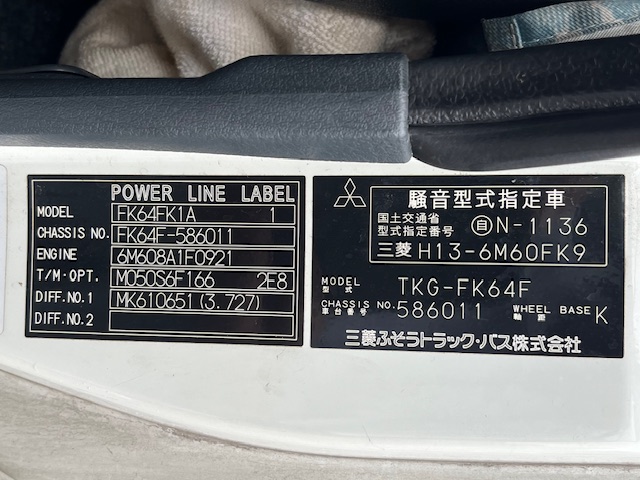 POWER LINE LABEL
MODEL FK64FK1A 1
CHASSIS NO. FK64F-586011
ENGINE 6M608A1F0921
T/M・OPT. M050S6F166 2E8
DIFF.NO.1 MK610651(3.727)
DIFF.NO.2
騒音型式指定車
国土交通省
型式指定番号 自N-1136
三菱 H13-6M60FK9
MODEL
型式 TKG-FK64F
CHASSIS NO.
車台番号 586011
WHEEL BASE
軸距 K
三菱ふそうトラック・バス株式会社